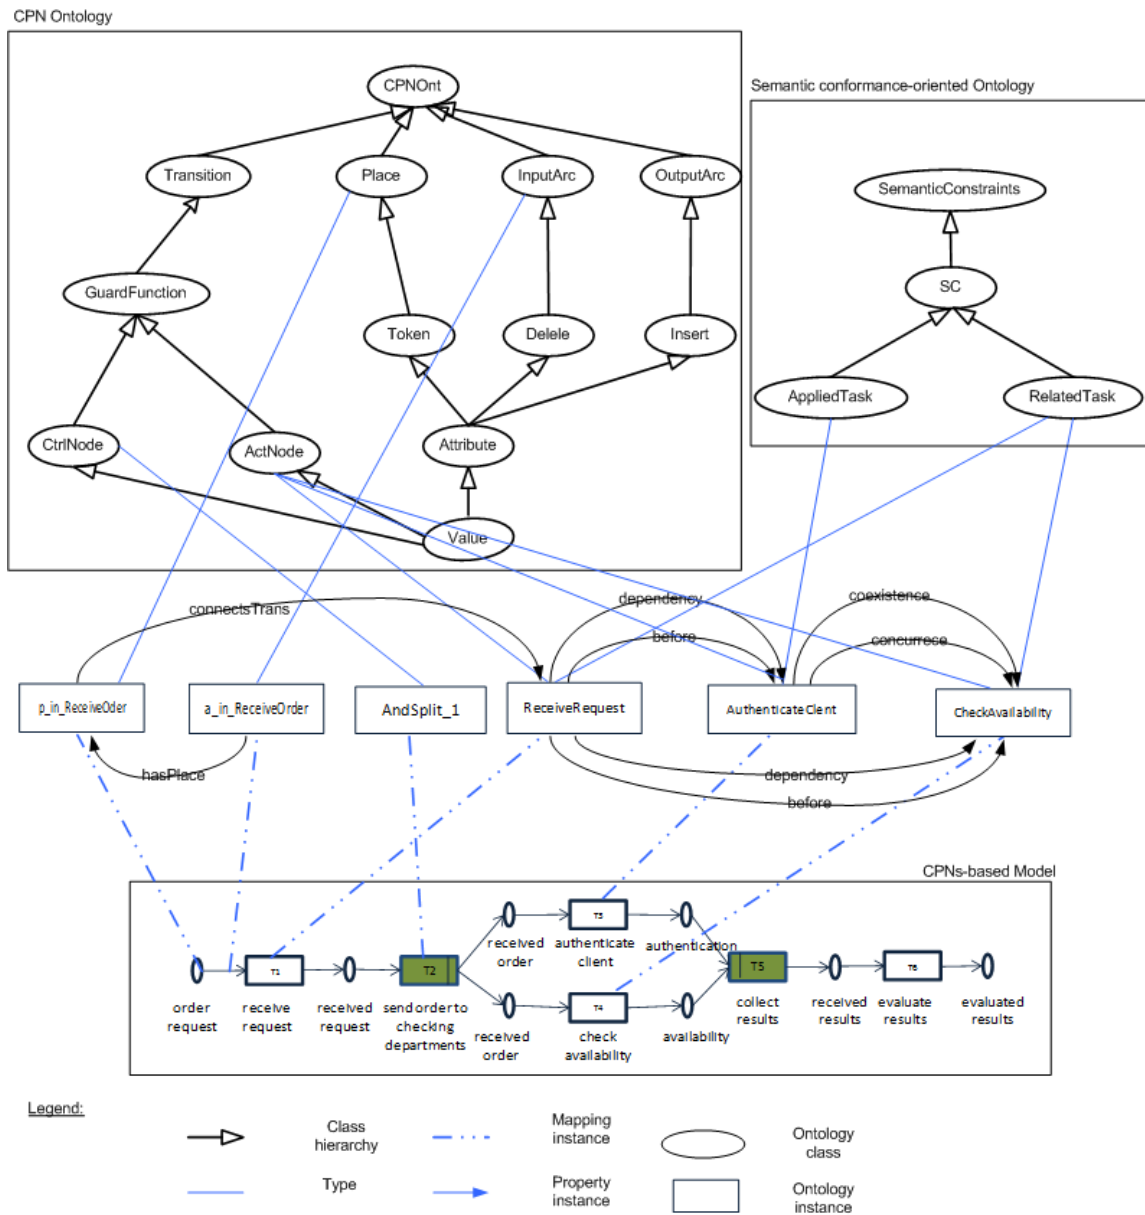 CPN Ontology
CPNOnt
Semantic conformance-oriented Ontology
Transition
Place
InputArc
OutputArc
SemanticConstraints
GuardFunction
SC
Token
Delele
Insert
AppliedTask
RelatedTask
CtrlNode
ActNode
Attribute
Value
connectsTrans
dependency
coexistence
before
concurrece
p_in_ReceiveOder
a_in_ReceiveOrder
AndSplit_1
ReceiveRequest
AuthenticateClent
CheckAvailability
hasPlace
dependency
before
CPNs-based Model
T3
received
order
authenticate
client
authentication
T1
T2
T5
T6
order
request
receive
request
received
request
send order to
checking
departments
T4
received
order
check
availability
availability
collect
results
received
results
evaluate
results
evaluated
results
Legend:
Class
hierarchy
Mapping
instance
Ontology
class
Type
Property
instance
Ontology
instance